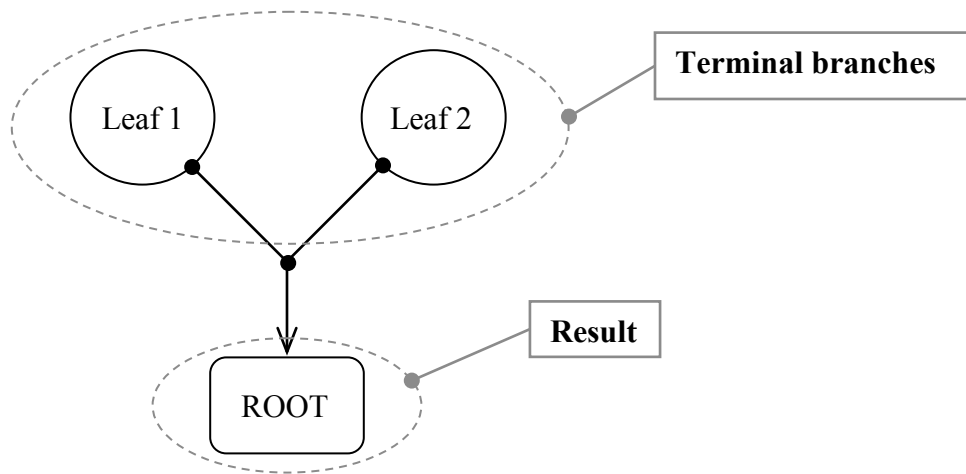 Leaf 1
Leaf 2
Terminal branches
Result
ROOT